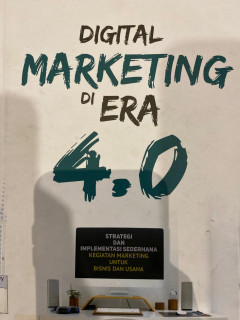 DIGITAL
MARKETING
DI ERA
4.0
STRATEGI
DAN
IMPLEMENTASI SEDERHANA
KEGIATAN MARKETING
UNTUK
BISNIS DAN USAHA